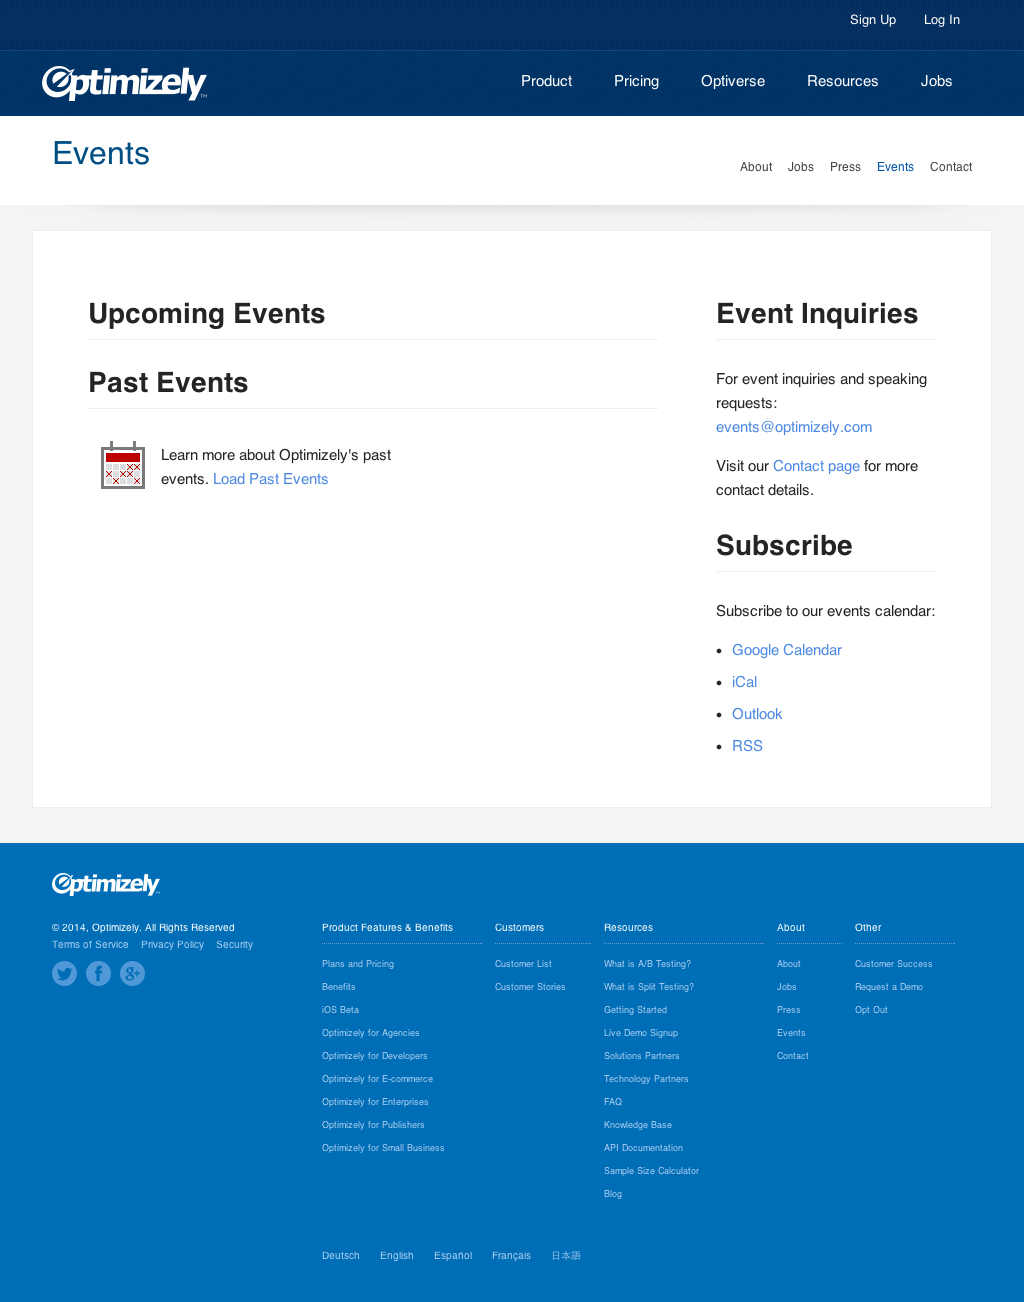 Sign Up Log In
Optimizely™
Product Pricing Optiverse Resources Jobs
Events
About Jobs Press Events Contact
Upcoming Events
Past Events
Learn more about Optimizely's past
events. Load Past Events
Event Inquiries
For event inquiries and speaking
requests:
events@optimizely.com
Visit our Contact page for more
contact details.
Subscribe
Subscribe to our events calendar:
• Google Calendar
• iCal
• Outlook
• RSS
Optimizely
© 2014, Optimizely. All Rights Reserved
Terms of Service Privacy Policy Security
Product Features & Benefits
Plans and Pricing
Benefits
iOS Beta
Optimizely for Agencies
Optimizely for Developers
Optimizely for E-commerce
Optimizely for Enterprises
Optimizely for Publishers
Optimizely for Small Business
Customers
Customer List
Customer Stories
Resources
What is A/B Testing?
What is Split Testing?
Getting Started
Live Demo Signup
Solutions Partners
Technology Partners
FAQ
Knowledge Base
API Documentation
Sample Size Calculator
Blog
About
About
Jobs
Press
Events
Contact
Other
Customer Success
Request a Demo
Opt Out
Deutsch English Español Français 日本語